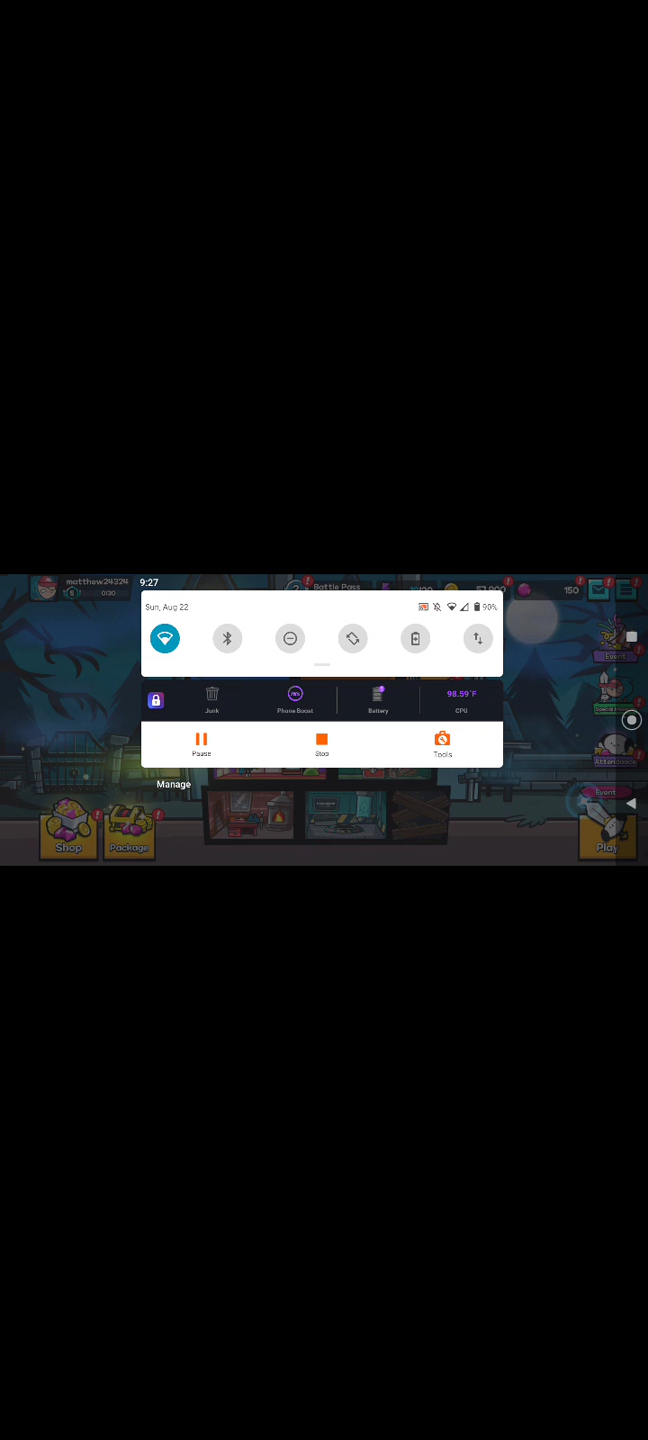 matthew24324
9:27
Battle Pass
150
0/30
Sun, Aug 22
90%
Event
98.59°F
Junk
Phone Boost
Battery
CPU
Attendance
Pause
Stop
Tools
Manage
Event
Shop
Package
Play